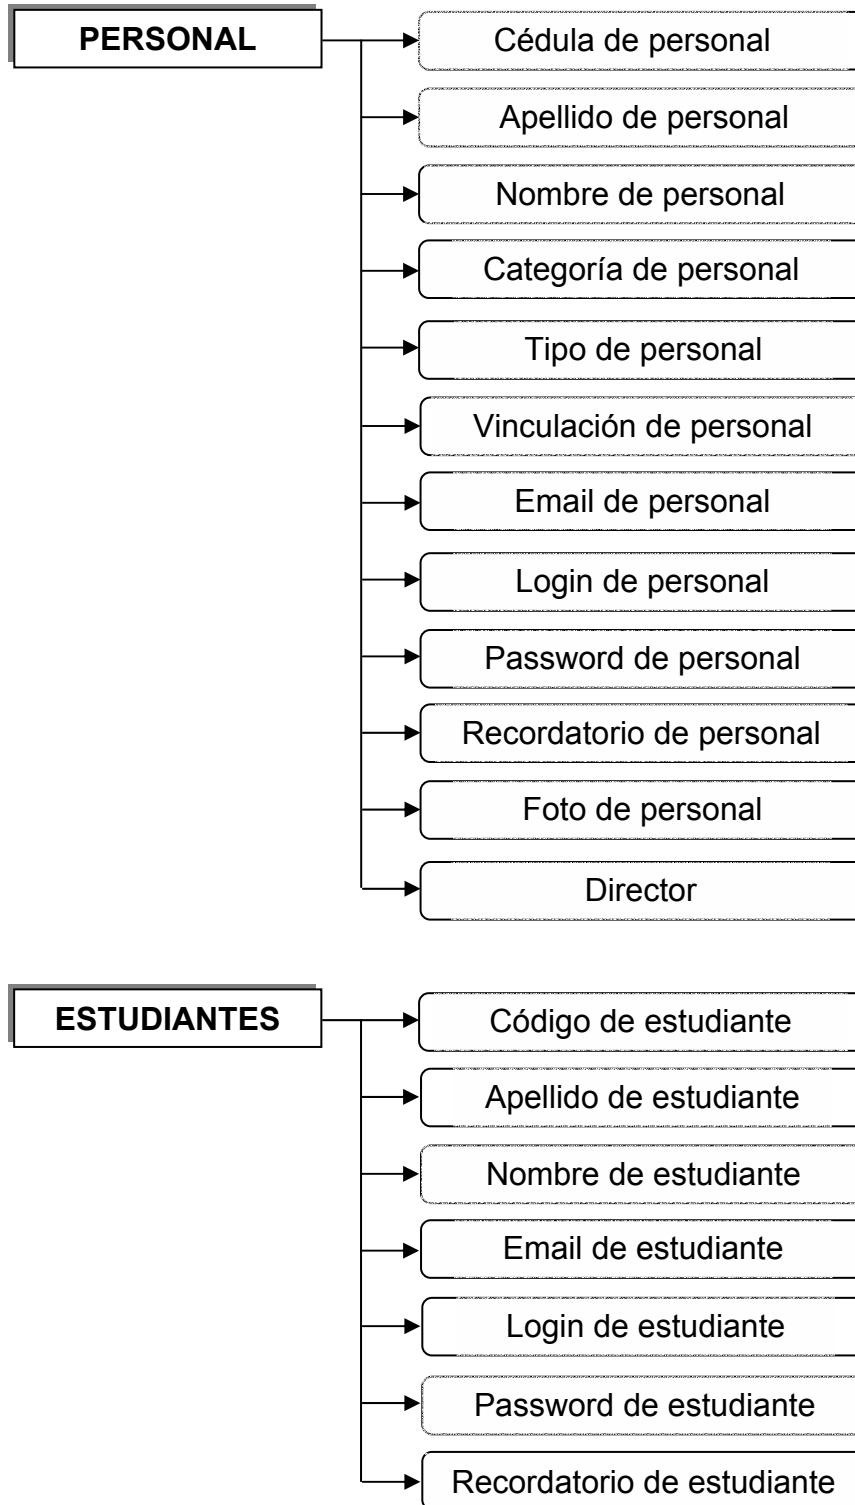 PERSONAL
Cédula de personal
Apellido de personal
Nombre de personal
Categoría de personal
Tipo de personal
Vinculación de personal
Email de personal
Login de personal
Password de personal
Recordatorio de personal
Foto de personal
Director
ESTUDIANTES
Código de estudiante
Apellido de estudiante
Nombre de estudiante
Email de estudiante
Login de estudiante
Password de estudiante
Recordatorio de estudiante